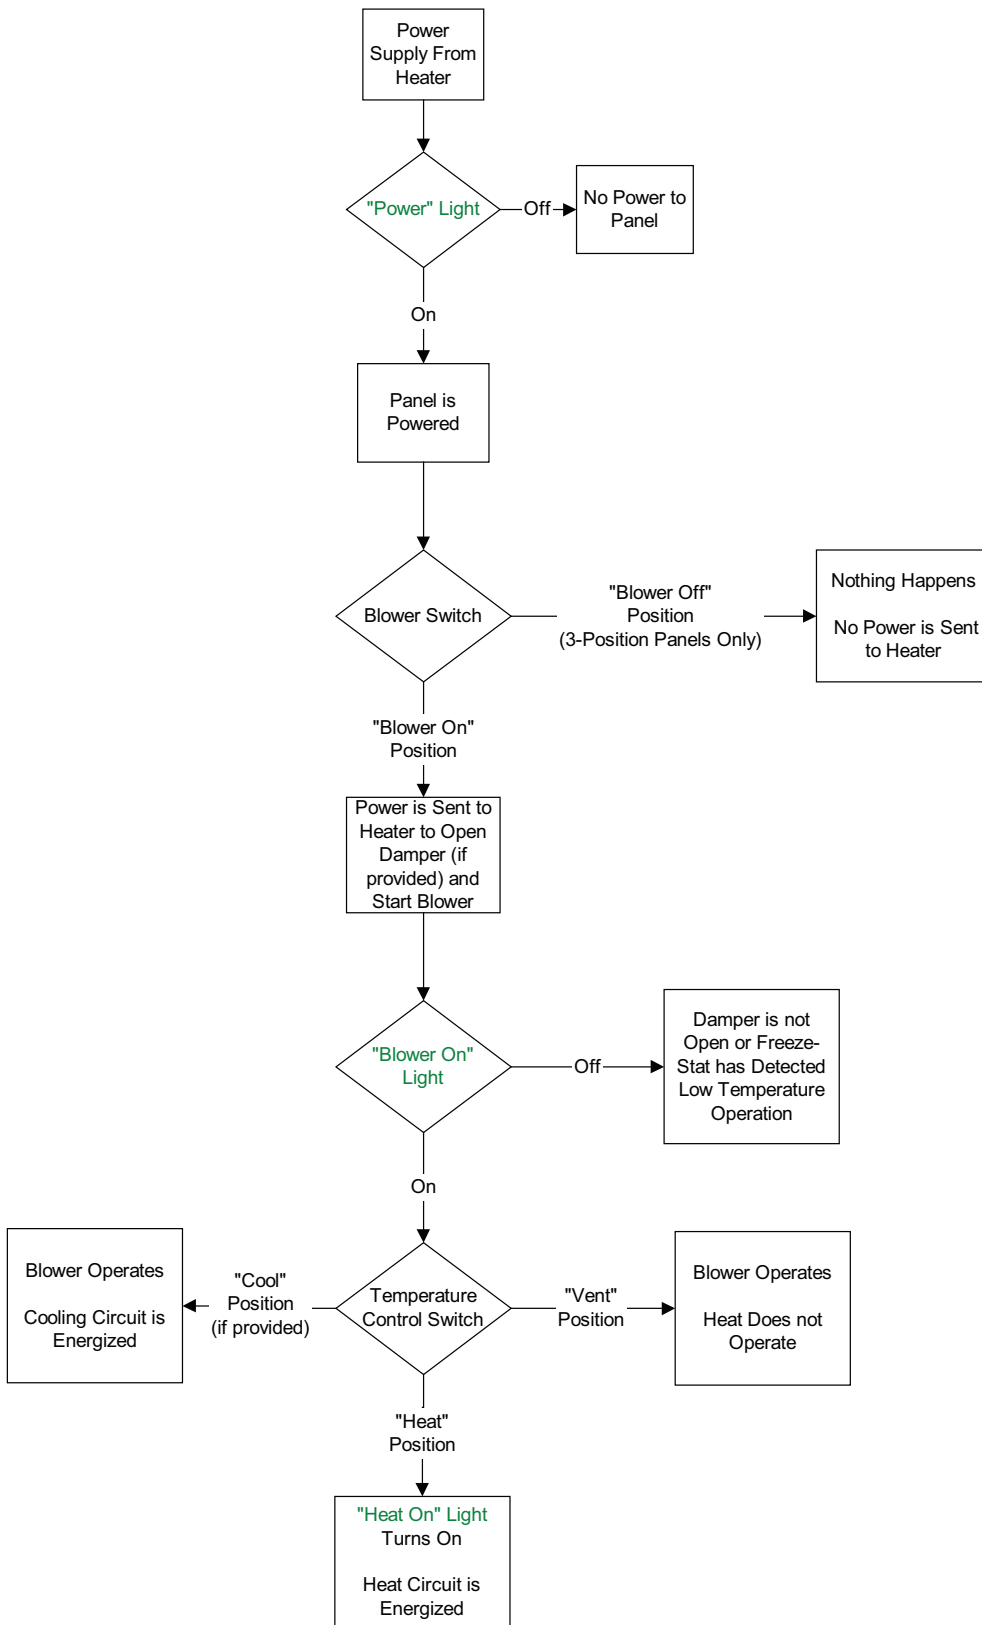 Power
Supply From
Heater
"Power" Light
Off
No Power to
Panel
On
Panel is
Powered
Blower Switch
"Blower Off"
Position
(3-Position Panels Only)
Nothing Happens
No Power is Sent
to Heater
"Blower On"
Position
Power is Sent to
Heater to Open
Damper (if
provided) and
Start Blower
"Blower On"
Light
Off
Damper is not
Open or Freeze-
Stat has Detected
Low Temperature
Operation
On
Blower Operates
Cooling Circuit is
Energized
"Cool"
Position
(if provided)
Temperature
Control Switch
"Vent"
Position
Blower Operates
Heat Does not
Operate
"Heat"
Position
"Heat On" Light
Turns On
Heat Circuit is
Energized